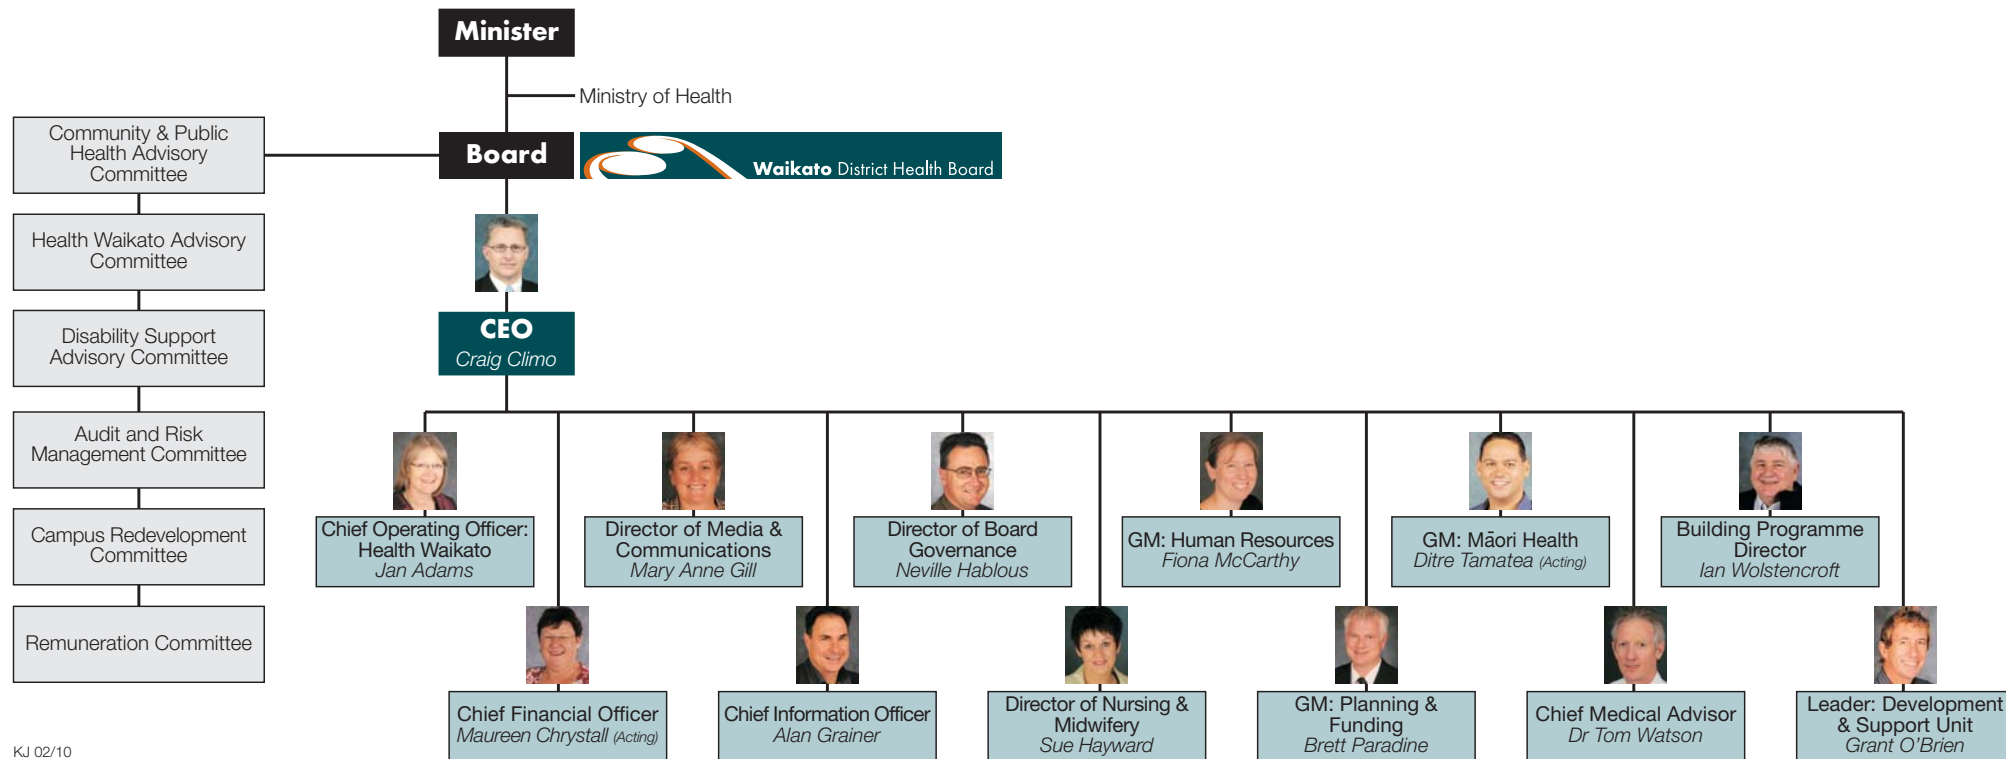 Minister
Ministry of Health
Board
Waikato District Health Board
Community & Public
Health Advisory
Committee
Health Waikato Advisory
Committee
Disability Support
Advisory Committee
Audit and Risk
Management Committee
Campus Redevelopment
Committee
Remuneration Committee
CEO
Craig Climo
Chief Operating Officer:
Health Waikato
Jan Adams
Director of Media &
Communications
Mary Anne Gill
Director of Board
Governance
Neville Hablous
GM: Human Resources
Fiona McCarthy
GM: Māori Health
Ditre Tamatea (Acting)
Building Programme
Director
Ian Wolstencroft
Chief Financial Officer
Maureen Chrystall (Acting)
Chief Information Officer
Alan Grainer
Director of Nursing &
Midwifery
Sue Hayward
GM: Planning &
Funding
Brett Paradine
Chief Medical Advisor
Dr Tom Watson
Leader: Development
& Support Unit
Grant O'Brien
KJ 02/10